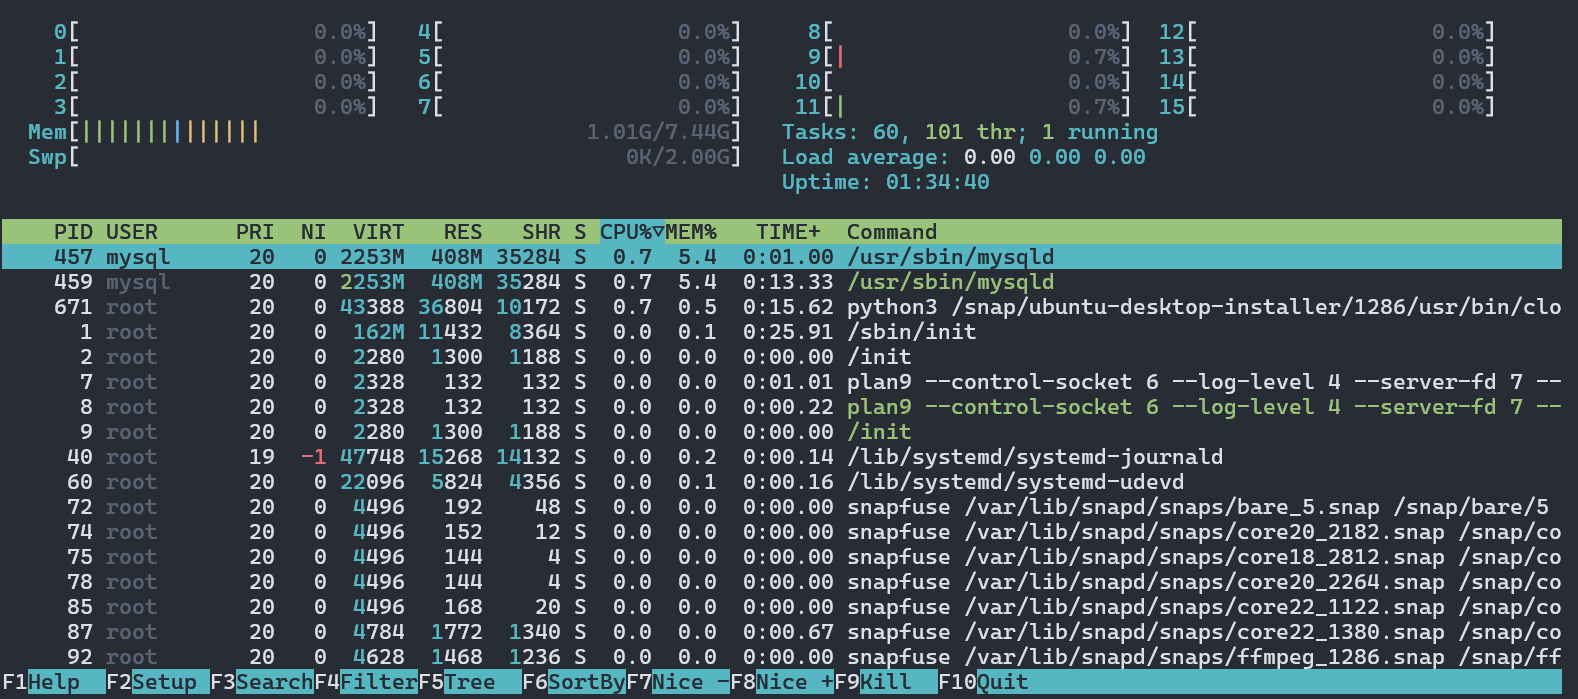 0[ 0.0%] 4[ 0.0%] 8[ 0.0%] 12[ 0.0%]
1[ 0.0%] 5[ 0.0%] 9[| 0.7%] 13[ 0.0%]
2[ 0.0%] 6[ 0.0%] 10[ 0.0%] 14[ 0.0%]
3[ 0.0%] 7[ 0.0%] 11[| 0.7%] 15[ 0.0%]
Mem[|||||||||||||| 1.01G/7.44G] Tasks: 60, 101 thr; 1 running
Swp[ 0K/2.00G] Load average: 0.00 0.00 0.00
Uptime: 01:34:40
PID USER PRI NI VIRT RES SHR S CPU%▽MEM% TIME+ Command
457 mysql 20 0 2253M 408M 35284 S 0.7 5.4 0:01.00 /usr/sbin/mysqld
459 mysql 20 0 2253M 408M 35284 S 0.7 5.4 0:13.33 /usr/sbin/mysqld
671 root 20 0 43388 36804 10172 S 0.7 0.5 0:15.62 python3 /snap/ubuntu-desktop-installer/1286/usr/bin/clo
1 root 20 0 162M 11432 8364 S 0.0 0.1 0:25.91 /sbin/init
2 root 20 0 2280 1300 1188 S 0.0 0.0 0:00.00 /init
7 root 20 0 2328 132 132 S 0.0 0.0 0:01.01 plan9 --control-socket 6 --log-level 4 --server-fd 7 --
8 root 20 0 2328 132 132 S 0.0 0.0 0:00.22 plan9 --control-socket 6 --log-level 4 --server-fd 7 --
9 root 20 0 2280 1300 1188 S 0.0 0.0 0:00.00 /init
40 root 19 -1 47748 15268 14132 S 0.0 0.2 0:00.14 /lib/systemd/systemd-journald
60 root 20 0 22096 5824 4356 S 0.0 0.1 0:00.16 /lib/systemd/systemd-udevd
72 root 20 0 4496 192 48 S 0.0 0.0 0:00.00 snapfuse /var/lib/snapd/snaps/bare_5.snap /snap/bare/5
74 root 20 0 4496 152 12 S 0.0 0.0 0:00.00 snapfuse /var/lib/snapd/snaps/core20_2182.snap /snap/co
75 root 20 0 4496 144 4 S 0.0 0.0 0:00.00 snapfuse /var/lib/snapd/snaps/core18_2812.snap /snap/co
78 root 20 0 4496 144 4 S 0.0 0.0 0:00.00 snapfuse /var/lib/snapd/snaps/core20_2264.snap /snap/co
85 root 20 0 4496 168 20 S 0.0 0.0 0:00.00 snapfuse /var/lib/snapd/snaps/core22_1122.snap /snap/co
87 root 20 0 4784 1772 1340 S 0.0 0.0 0:00.67 snapfuse /var/lib/snapd/snaps/core22_1380.snap /snap/co
92 root 20 0 4628 1468 1236 S 0.0 0.0 0:00.00 snapfuse /var/lib/snapd/snaps/ffmpeg_1286.snap /snap/ff
F1Help F2Setup F3SearchF4FilterF5Tree F6SortByF7Nice -F8Nice +F9Kill F10Quit